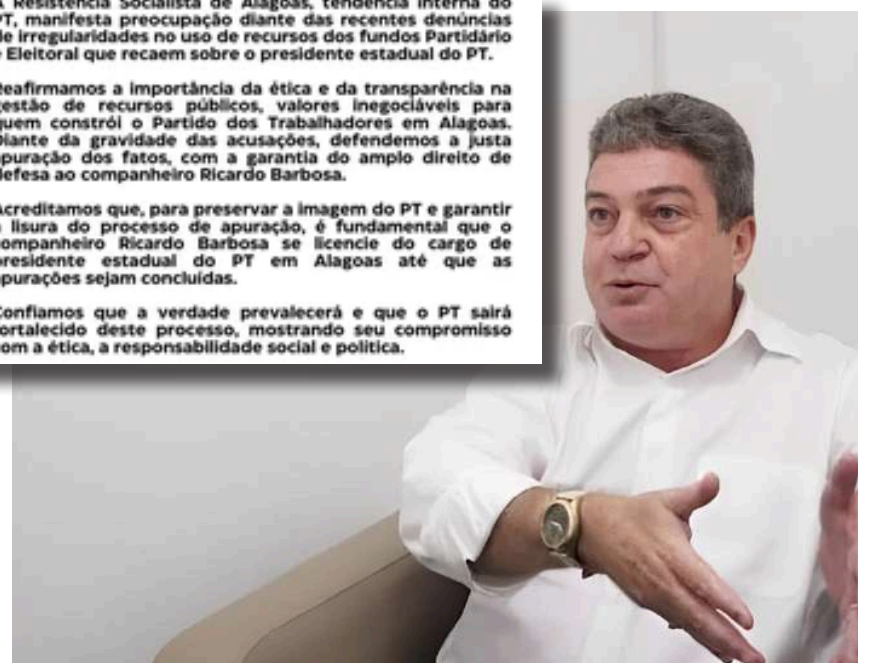 A Resistência Socialista de Alagoas, tendência interna do
PT, manifesta preocupação diante das recentes denúncias
de irregularidades no uso de recursos dos fundos Partidário
e Eleitoral que recaem sobre o presidente estadual do PT.
Reafirmamos a importância da ética e da transparência na
gestão de recursos públicos, valores inegociáveis para
quem constrói o Partido dos Trabalhadores em Alagoas.
Diante da gravidade das acusações, defendemos a justa
apuração dos fatos, com a garantia do amplo direito de
defesa ao companheiro Ricardo Barbosa.
Acreditamos que, para preservar a imagem do PT e garantir
a lisura do processo de apuração, é fundamental que o
companheiro Ricardo Barbosa se licencie do cargo de
presidente estadual do PT em Alagoas até que as
apurações sejam concluídas.
Confiamos que a verdade prevalecerá e que o PT sairá
fortalecido deste processo, mostrando seu compromisso
com a ética, a responsabilidade social e política.